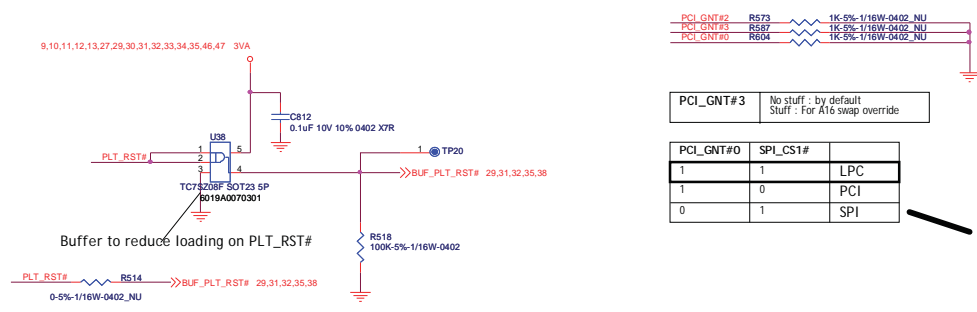 9,10,11,12,13,27,29,30,31,32,33,34,35,46,47 3VA
C812
0.1uF 10V 10% 0402 X7R
U38
1 5
PLT_RST# 2
3 4
TC7SZ08F SOT23 5P
6019A0070301
1 TP20
BUF_PLT_RST# 29,31,32,35,38
R518
100K-5%-1/16W-0402
Buffer to reduce loading on PLT_RST#
PLT_RST# R514 BUF_PLT_RST# 29,31,32,35,38
0-5%-1/16W-0402_NU
PCI_GNT#2 R573 1K-5%-1/16W-0402_NU
PCI_GNT#3 R587 1K-5%-1/16W-0402_NU
PCI_GNT#0 R604 1K-5%-1/16W-0402_NU
PCI_GNT#3 No stuff : by default
Stuff : For A16 swap override
PCI_GNT#0 SPI_CS1#
1 1 LPC
1 0 PCI
0 1 SPI